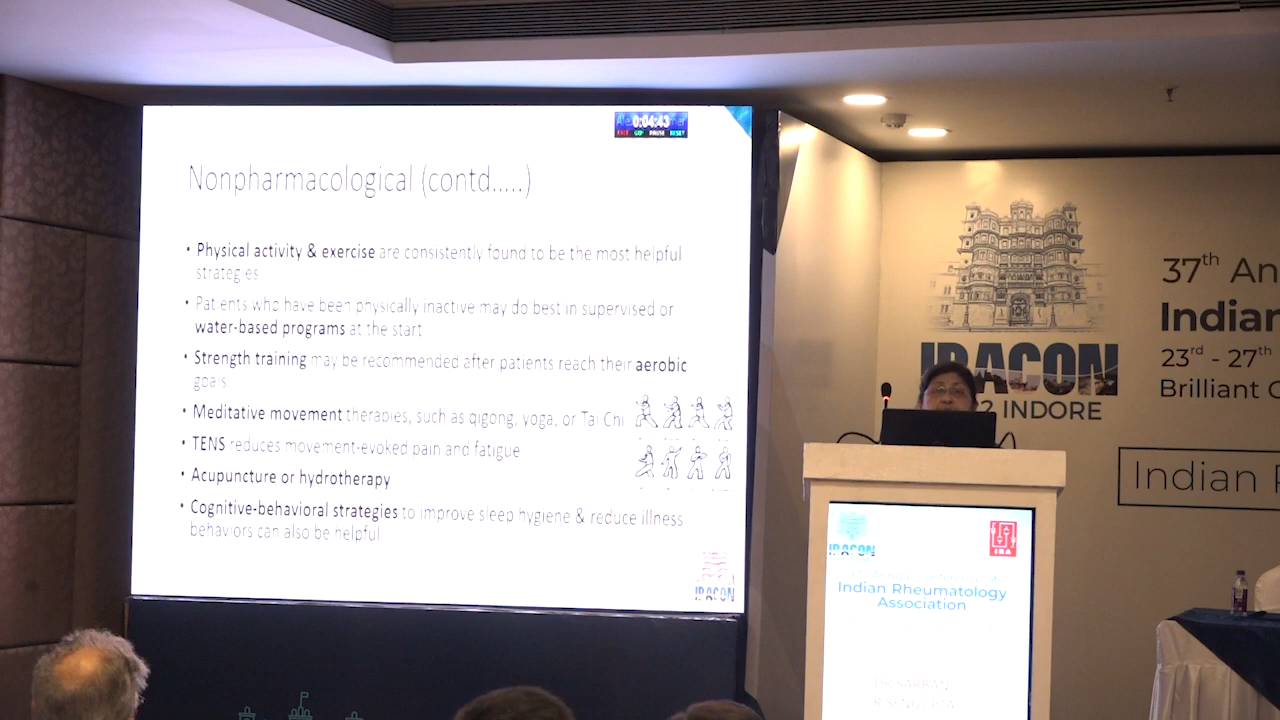 0:04:43
EXIT GO! PAUSE RESET
Nonpharmacological (contd.....)
• Physical activity & exercise are consistently found to be the most helpful
strategies
Patients who have been physically inactive may do best in supervised or
water-based programs at the start
• Strength training may be recommended after patients reach their aerobic
goals
• Meditative movement therapies, such as qigong, yoga, or Tai Chi
• TENS reduces movement-evoked pain and fatigue
• Acupuncture or hydrotherapy
• Cognitive-behavioral strategies to improve sleep hygiene & reduce illness
behaviors can also be helpful
IRACON
37th An
Indian
23rd - 27th
Brilliant C
IRACON
2 INDORE
Indian
IRACON
IRA
Indian Rheumatology
Association